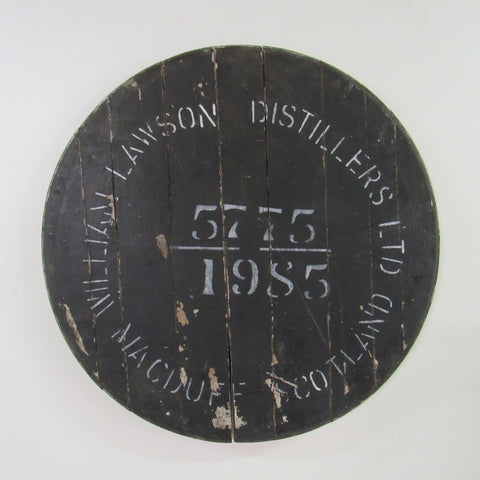 WILLIAM LAWSON DISTILLERS LTD
5775
1985
MACDUFF SCOTLAND